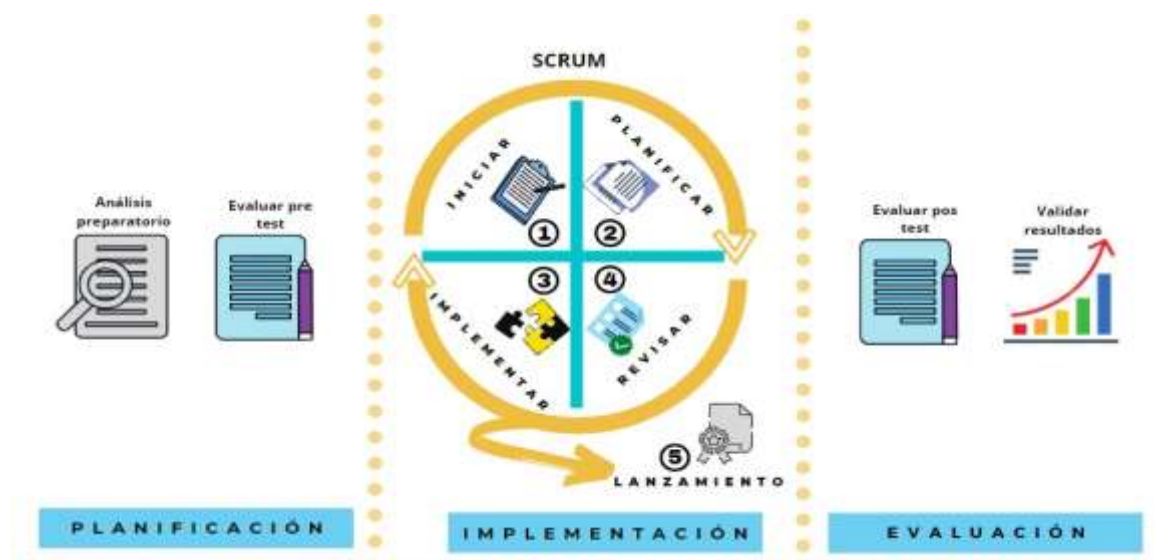 Análisis
preparatorio
Evaluar pre
test
PLANIFICACIÓN
SCRUM
INICIAR
1
PLANIFICAR
2
3
IMPLEMENTAR
4
REVISAR
5
LANZAMIENTO
IMPLEMENTACIÓN
Evaluar pos
test
Validar
resultados
EVALUACIÓN